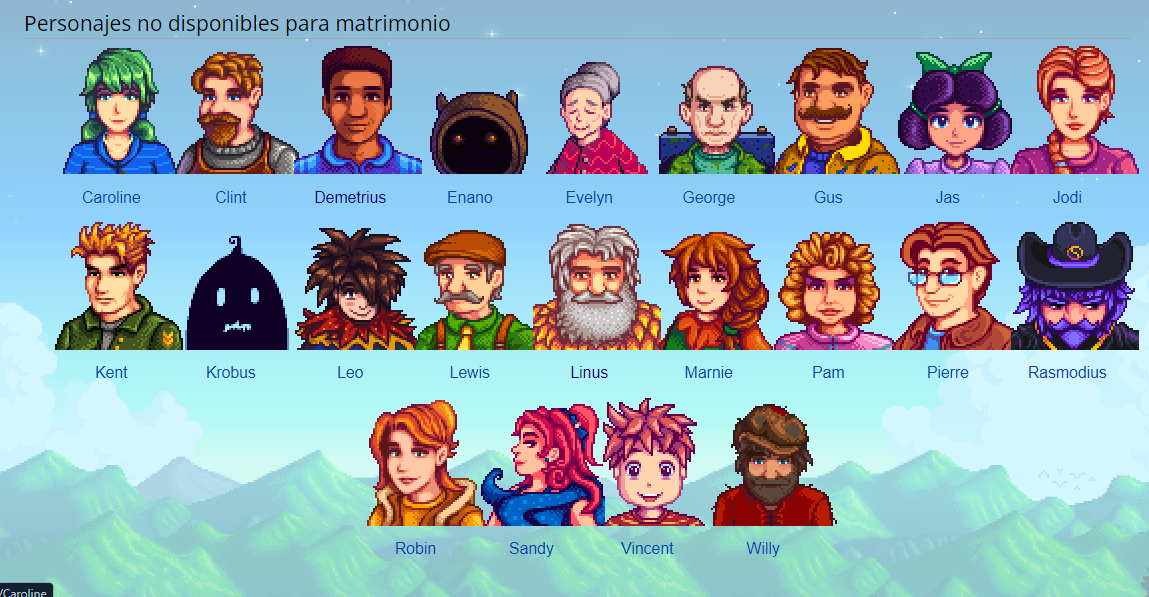 Personajes no disponibles para matrimonio
Caroline Clint Demetrius Enano Evelyn George Gus Jas Jodi
Kent Krobus Leo Lewis Linus Marnie Pam Pierre Rasmodius
Robin Sandy Vincent Willy
/Caroline